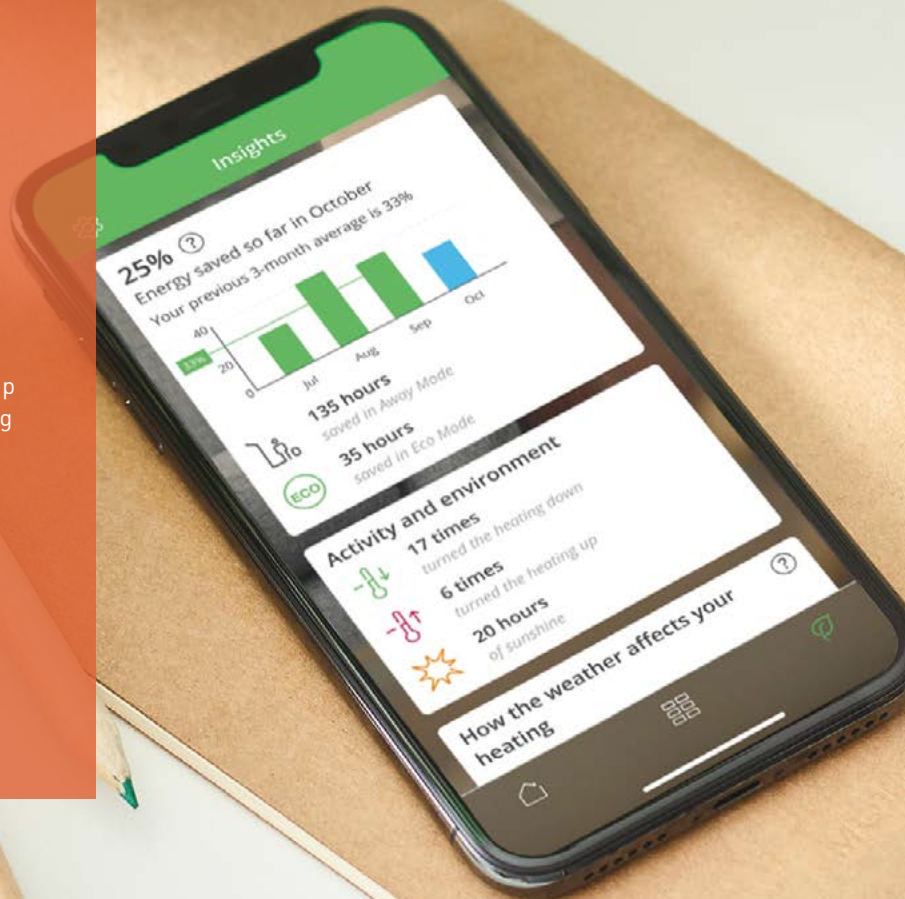 Insights
25% ?
Energy saved so far in October
Your previous 3-month average is 33%
40
33%
20
0
Jul
Aug
Sep
Oct
135 hours
saved in Away Mode
35 hours
saved in Eco Mode
ECO
Activity and environment
17 times
turned the heating down
6 times
turned the heating up
20 hours
of sunshine
How the weather affects your ?
heating
p
g